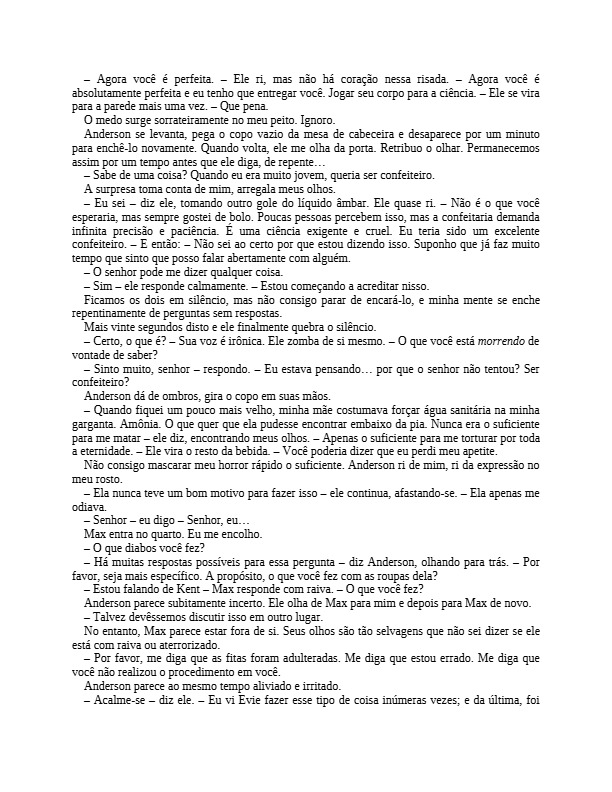 – Agora você é perfeita. – Ele ri, mas não há coração nessa risada. – Agora você é
absolutamente perfeita e eu tenho que entregar você. Jogar seu corpo para a ciência. – Ele se vira
para a parede mais uma vez. – Que pena.
O medo surge sorrateiramente no meu peito. Ignoro.
Anderson se levanta, pega o copo vazio da mesa de cabeceira e desaparece por um minuto
para enchê-lo novamente. Quando volta, ele me olha da porta. Retribuo o olhar. Permanecemos
assim por um tempo antes que ele diga, de repente…
– Sabe de uma coisa? Quando eu era muito jovem, queria ser confeiteiro.
A surpresa toma conta de mim, arregala meus olhos.
– Eu sei – diz ele, tomando outro gole do líquido âmbar. Ele quase ri. – Não é o que você
esperaria, mas sempre gostei de bolo. Poucas pessoas percebem isso, mas a confeitaria demanda
infinita precisão e paciência. É uma ciência exigente e cruel. Eu teria sido um excelente
confeiteiro. – E então: – Não sei ao certo por que estou dizendo isso. Suponho que já faz muito
tempo que sinto que posso falar abertamente com alguém.
– O senhor pode me dizer qualquer coisa.
– Sim – ele responde calmamente. – Estou começando a acreditar nisso.
Ficamos os dois em silêncio, mas não consigo parar de encará-lo, e minha mente se enche
repentinamente de perguntas sem respostas.
Mais vinte segundos disto e ele finalmente quebra o silêncio.
– Certo, o que é? – Sua voz é irônica. Ele zomba de si mesmo. – O que você está morrendo de
vontade de saber?
– Sinto muito, senhor – respondo. – Eu estava pensando… por que o senhor não tentou? Ser
confeiteiro?
Anderson dá de ombros, gira o copo em suas mãos.
– Quando fiquei um pouco mais velho, minha mãe costumava forçar água sanitária na minha
garganta. Amônia. O que quer que ela pudesse encontrar embaixo da pia. Nunca era o suficiente
para me matar – ele diz, encontrando meus olhos. – Apenas o suficiente para me torturar por toda
a eternidade. – Ele vira o resto da bebida. – Você poderia dizer que eu perdi meu apetite.
Não consigo mascarar meu horror rápido o suficiente. Anderson ri de mim, ri da expressão no
meu rosto.
– Ela nunca teve um bom motivo para fazer isso – ele continua, afastando-se. – Ela apenas me
odiava.
– Senhor – eu digo – Senhor, eu…
Max entra no quarto. Eu me encolho.
– O que diabos você fez?
– Há muitas respostas possíveis para essa pergunta – diz Anderson, olhando para trás. – Por
favor, seja mais específico. A propósito, o que você fez com as roupas dela?
– Estou falando de Kent – Max responde com raiva. – O que você fez?
Anderson parece subitamente incerto. Ele olha de Max para mim e depois para Max de novo.
– Talvez devêssemos discutir isso em outro lugar.
No entanto, Max parece estar fora de si. Seus olhos são tão selvagens que não sei dizer se ele
está com raiva ou aterrorizado.
– Por favor, me diga que as fitas foram adulteradas. Me diga que estou errado. Me diga que
você não realizou o procedimento em você.
Anderson parece ao mesmo tempo aliviado e irritado.
– Acalme-se – diz ele. – Eu vi Evie fazer esse tipo de coisa inúmeras vezes; e da última, foi